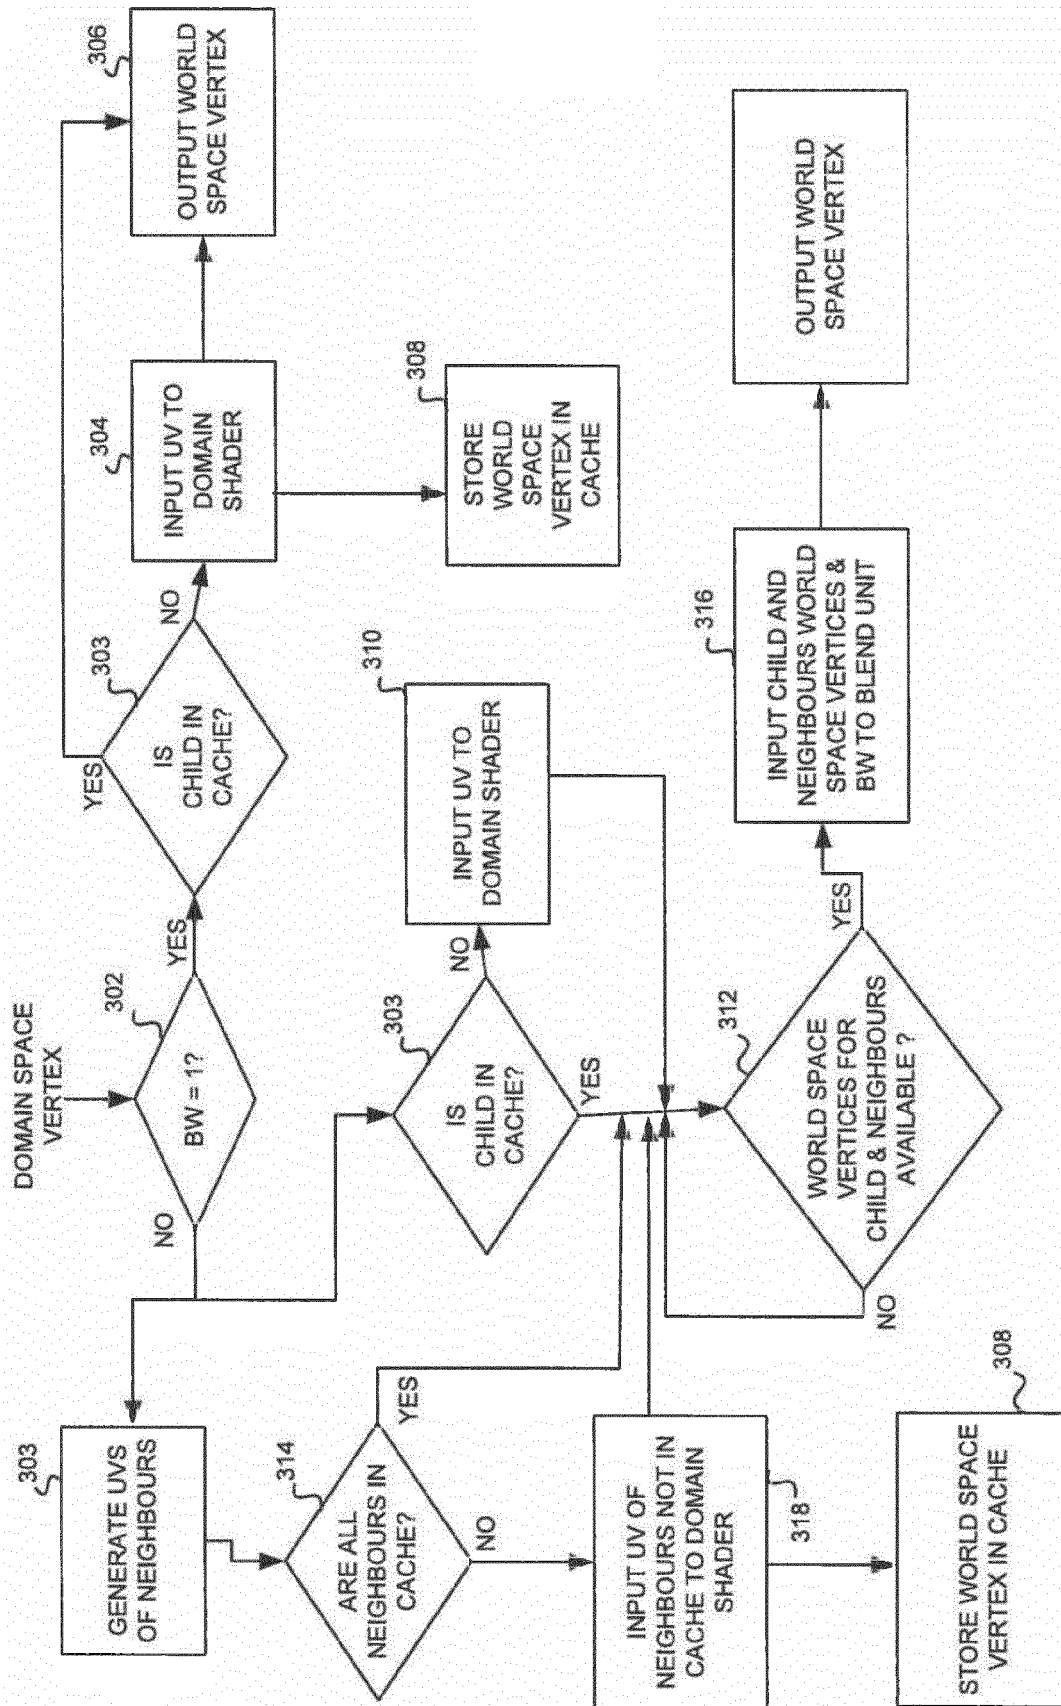 DOMAIN SPACE
VERTEX
302
BW = 1?
NO
YES
303
IS
CHILD IN
CACHE?
YES
NO
304
INPUT UV TO
DOMAIN
SHADER
306
OUTPUT WORLD
SPACE VERTEX
308
STORE
WORLD
SPACE
VERTEX IN
CACHE
303
GENERATE UVS
OF NEIGHBOURS
303
IS
CHILD IN
CACHE?
NO
YES
310
INPUT UV TO
DOMAIN SHADER
314
ARE ALL
NEIGHBOURS IN
CACHE?
YES
NO
INPUT UV OF
NEIGHBOURS NOT IN
CACHE TO DOMAIN
SHADER
318
312
WORLD SPACE
VERTICES FOR
CHILD & NEIGHBOURS
AVAILABLE ?
NO
YES
316
INPUT CHILD AND
NEIGHBOURS WORLD
SPACE VERTICES &
BW TO BLEND UNIT
OUTPUT WORLD
SPACE VERTEX
308
STORE WORLD SPACE
VERTEX IN CACHE